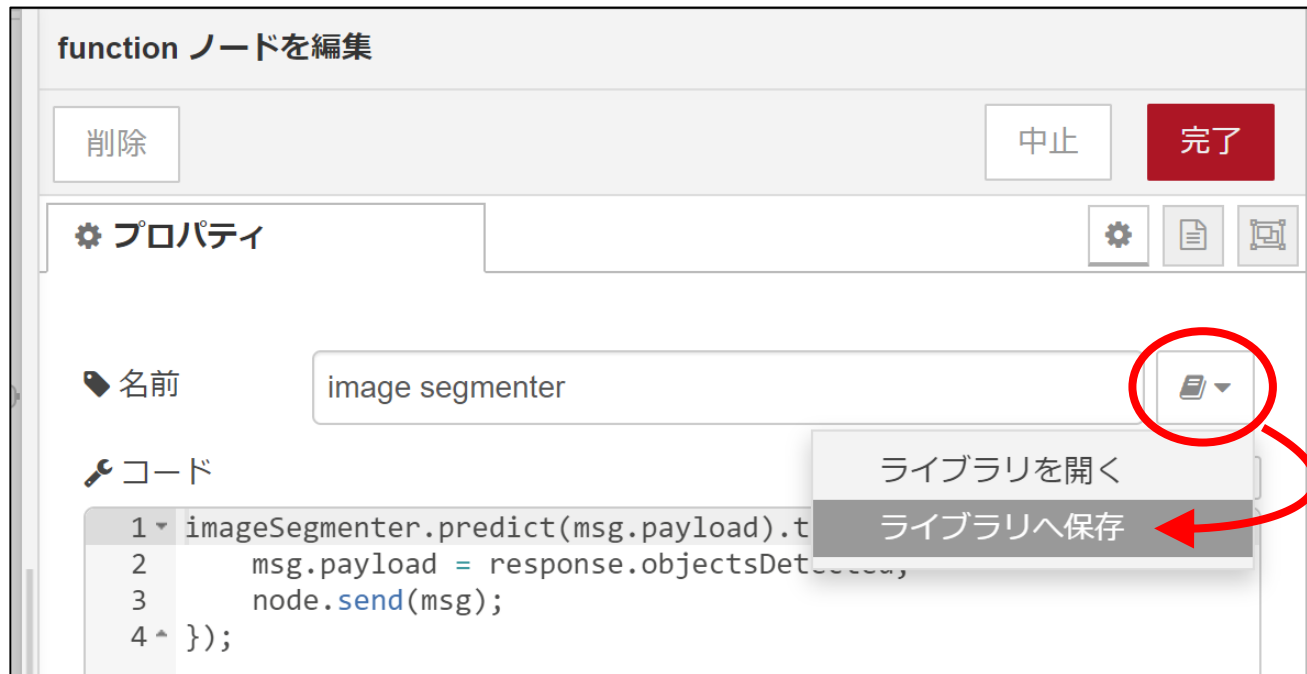 function ノードを編集
削除
中止
完了
プロパティ
名前
image segmenter
ライブラリを開く
コード
ライブラリへ保存
1 imageSegmenter.predict(msg.payload).t
2 msg.payload = response.objectsDetected;
3 node.send(msg);
4 });